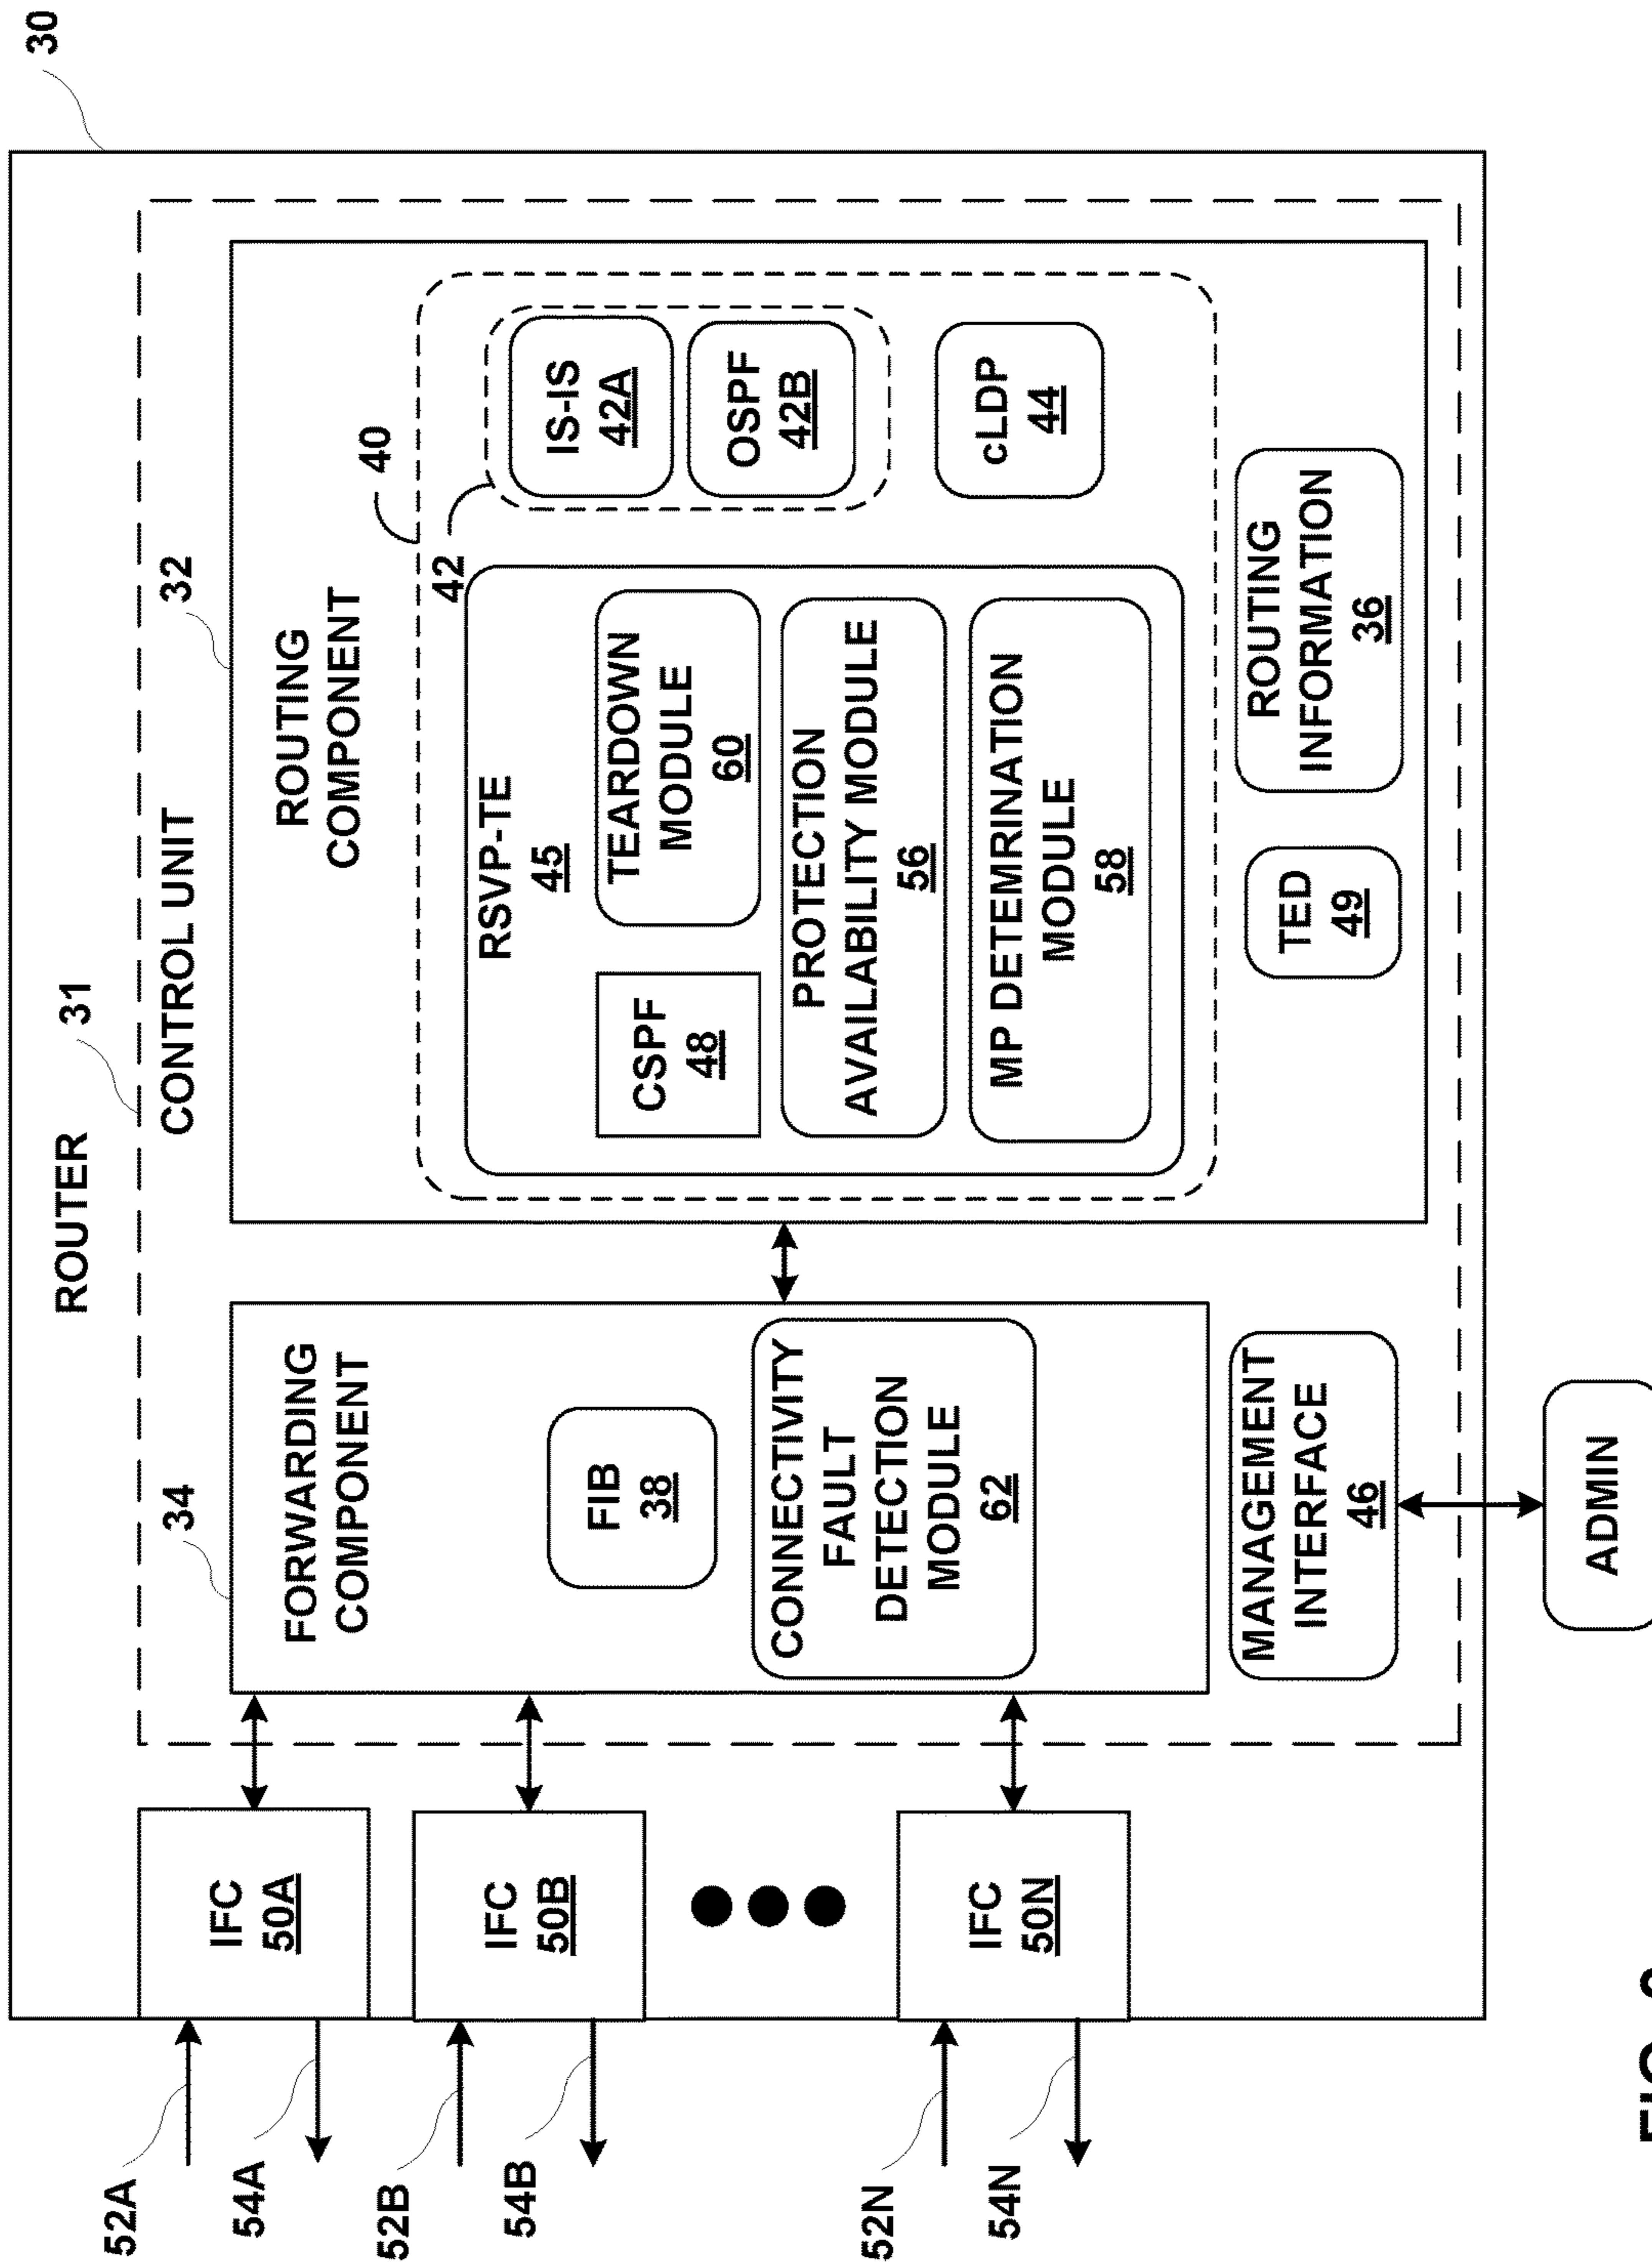 30
ROUTER
31
CONTROL UNIT
34
32
FORWARDING
COMPONENT
FIB
38
CONNECTIVITY
FAULT
DETECTION
MODULE
62
MANAGEMENT
INTERFACE
46
ADMIN
ROUTING
COMPONENT
40
42
RSVP-TE
45
CSPF
48
TEARDOWN
MODULE
60
PROTECTION
AVAILABILITY MODULE
56
MP DETEMRINATION
MODULE
58
IS-IS
42A
OSPF
42B
cLDP
44
TED
49
ROUTING
INFORMATION
36
IFC
50A
IFC
50B
IFC
50N
52A
54A
52B
54B
52N
54N
FIG.